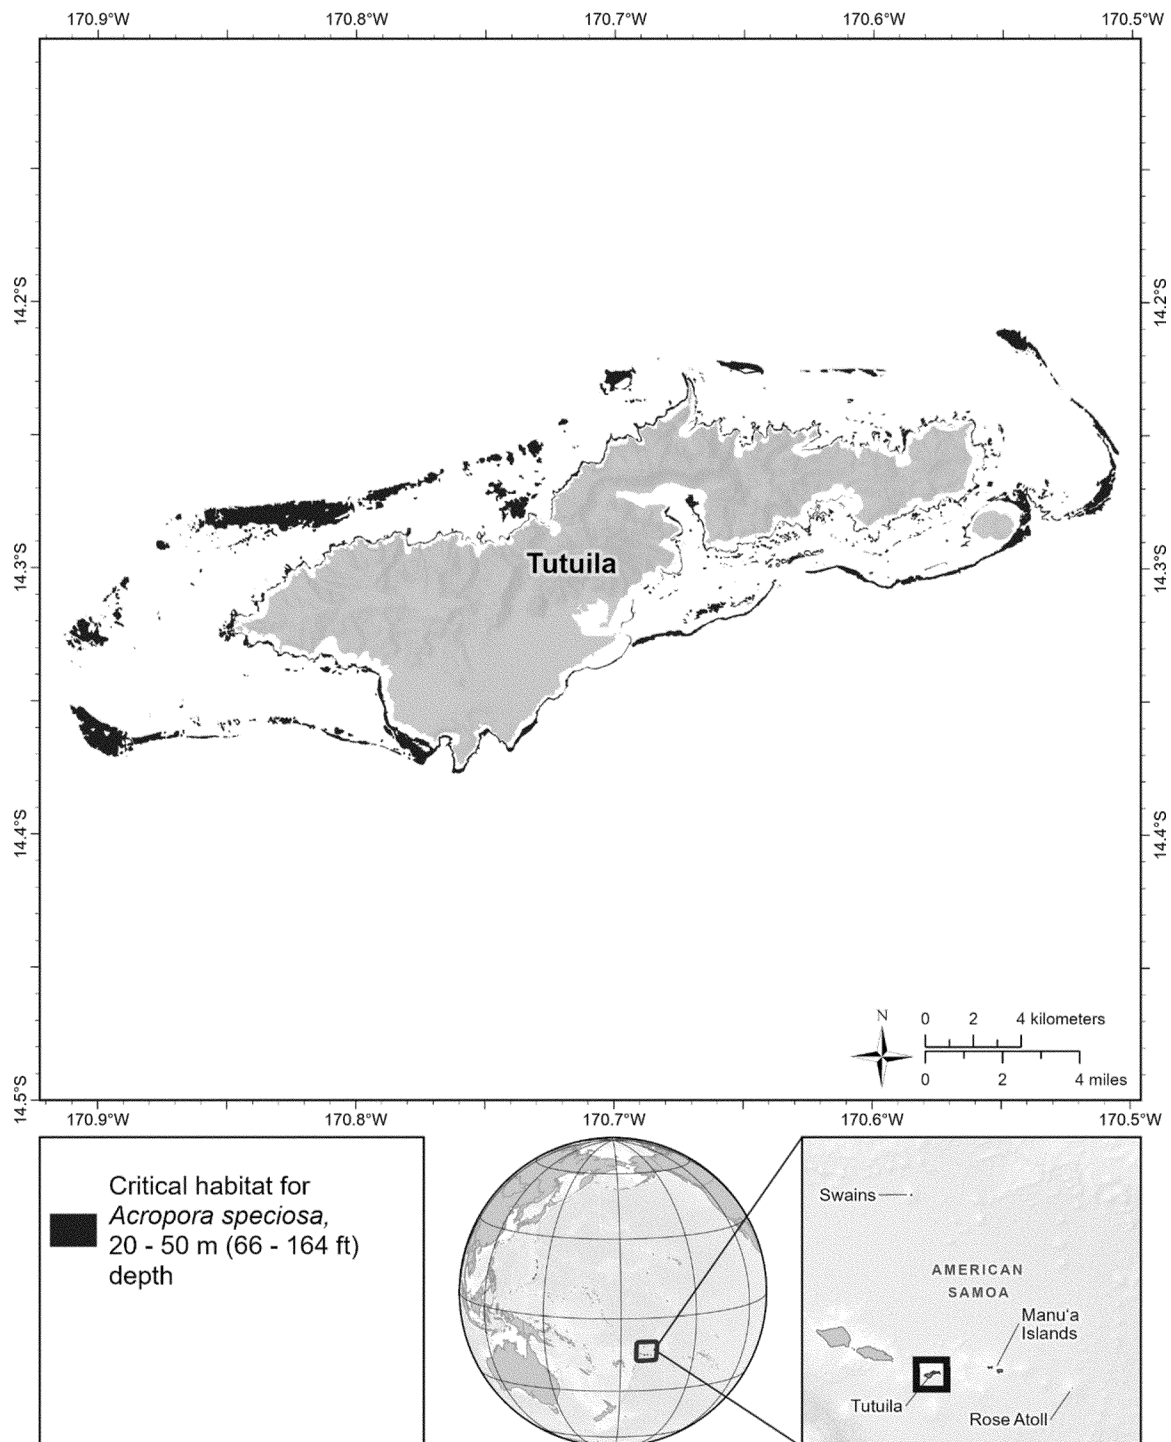 170.9°W 170.8°W 170.7°W 170.6°W 170.5°W
14.2°S 14.2°S
14.3°S 14.3°S
Tutuila
14.4°S 14.4°S
N
0 2 4 kilometers
0 2 4 miles
14.5°S
170.9°W 170.8°W 170.7°W 170.6°W 170.5°W
Critical habitat for
Acropora speciosa,
20 - 50 m (66 - 164 ft)
depth
Swains
AMERICAN
SAMOA
Manu‘a
Islands
Tutuila
Rose Atoll